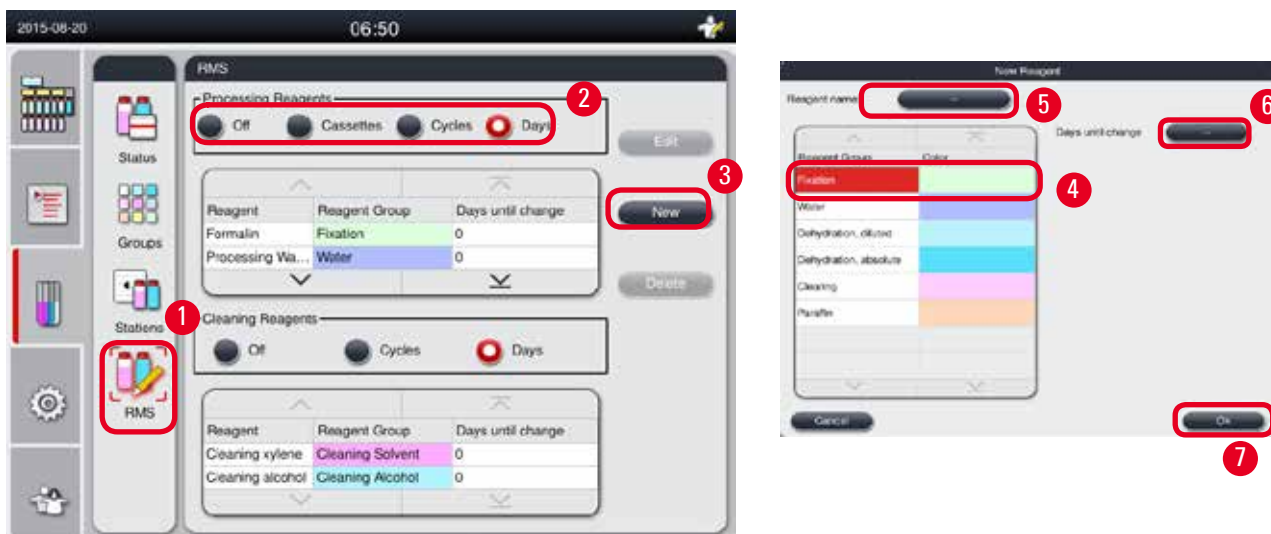 2015-08-20 06:50
RMS
Processing Reagents 2
Off Cassettes Cycles Days
Edit
Status
3
Reagent Reagent Group Days until change
New
Formalin Fixation 0
Groups
Processing Wa... Water 0
Delete
1
Stations
Cleaning Reagents
Of Cycles Days
RMS
Reagent Reagent Group Days until change
Cleaning xylene Cleaning Solvent 0
Cleaning alcohol Cleaning Alcohol 0
New Reagent
Reagent name -- 5 6
Days until change --
Reagent Groups Color
Fixation 4
Water
Dehydration, diluted
Dehydration, absolute
Clearing
Paraffin
Cancel Ok
7